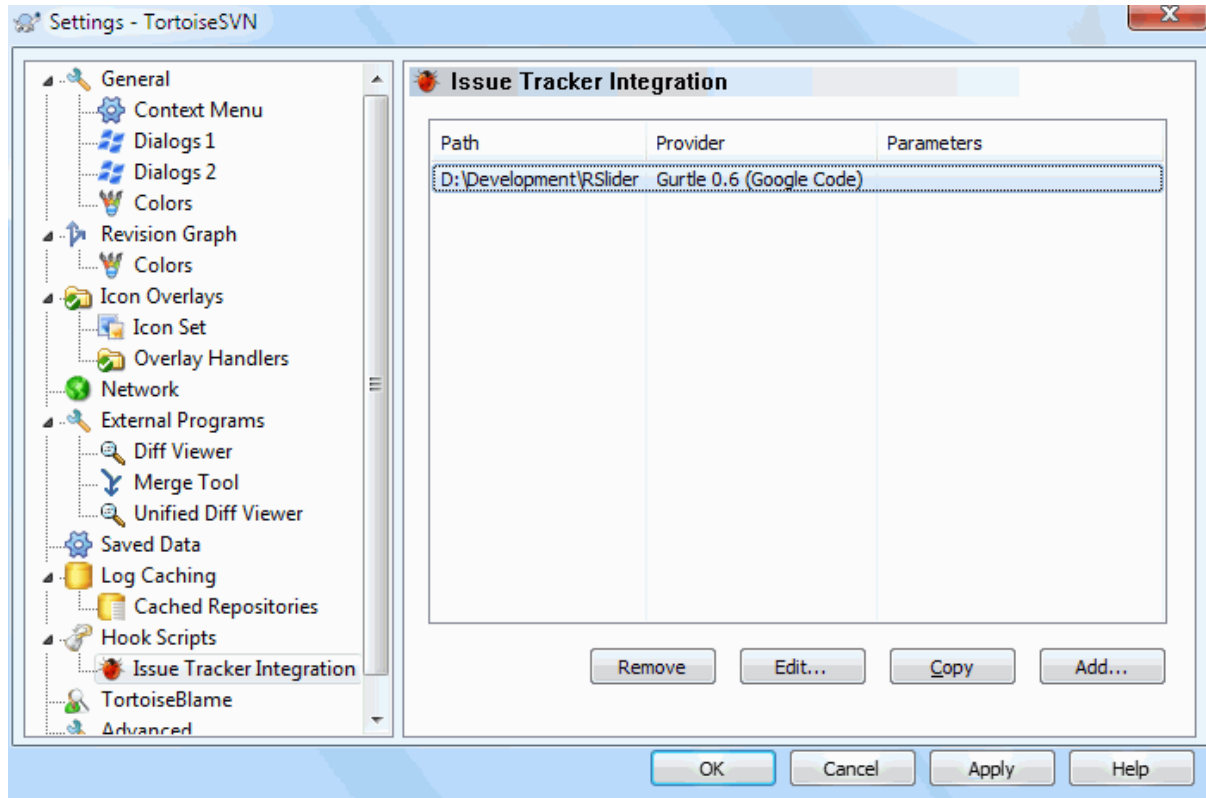 Settings - TortoiseSVN
General
Context Menu
Dialogs 1
Dialogs 2
Colors
Revision Graph
Colors
Icon Overlays
Icon Set
Overlay Handlers
Network
External Programs
Diff Viewer
Merge Tool
Unified Diff Viewer
Saved Data
Log Caching
Cached Repositories
Hook Scripts
Issue Tracker Integration
TortoiseBlame
Advanced
Issue Tracker Integration
Path Provider Parameters
D:\Development\RSlider Gurtle 0.6 (Google Code)
Remove Edit... Copy Add...
OK Cancel Apply Help